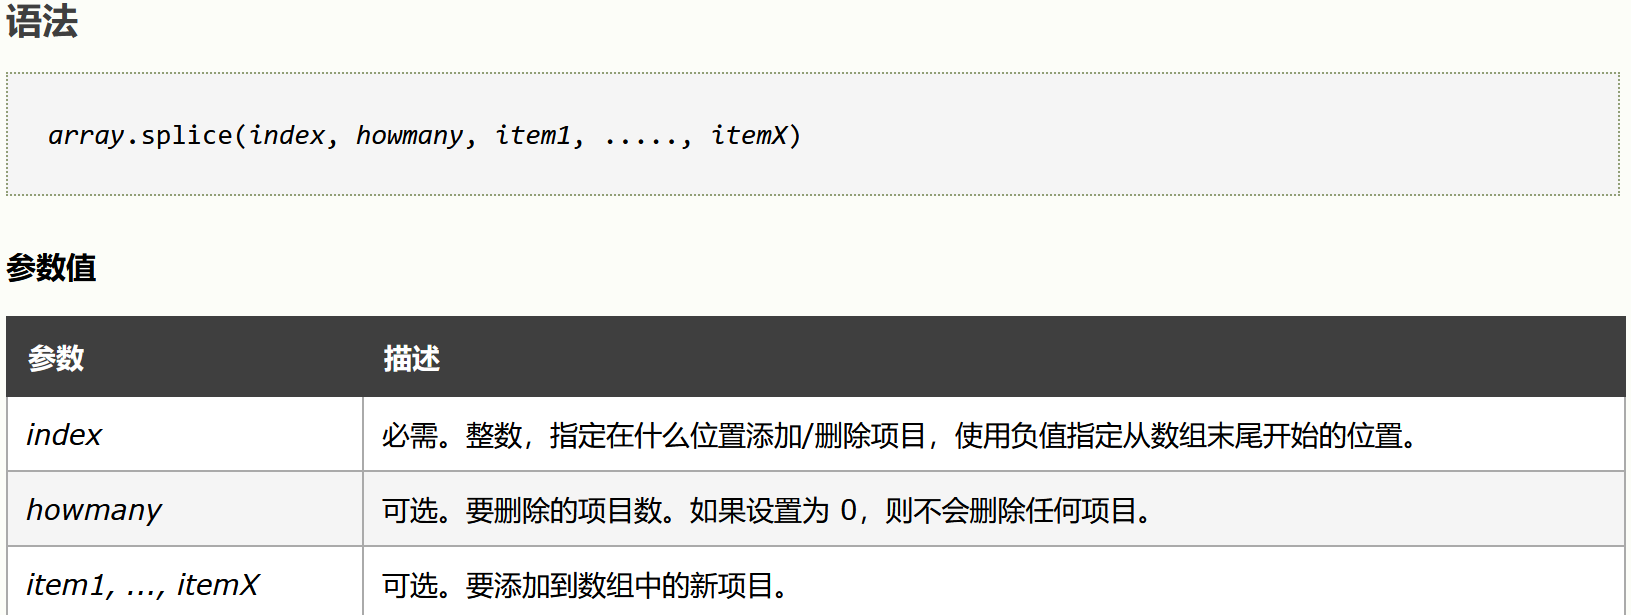 语法
array.splice(index, howmany, item1, ....., itemX)
参数值
参数 描述
index 必需。整数，指定在什么位置添加/删除项目，使用负值指定从数组末尾开始的位置。
howmany 可选。要删除的项目数。如果设置为 0，则不会删除任何项目。
item1, ..., itemX 可选。要添加到数组中的新项目。